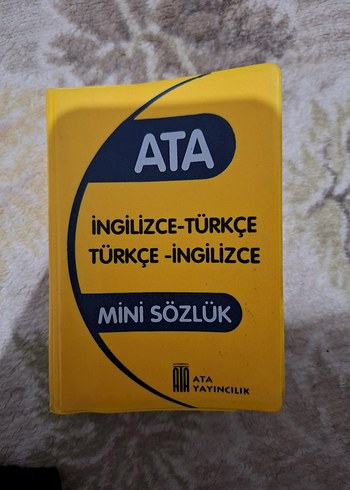 ATA
İNGİLİZCE-TÜRKÇE
TÜRKÇE -İNGİLİZCE
MİNİ SÖZLÜK
ATA
ATA
YAYINCILIK